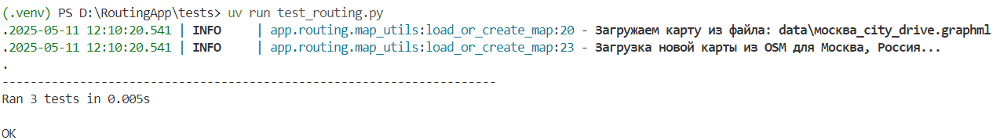 (.venv) PS D:\RoutingApp\tests> uv run test_routing.py
.2025-05-11 12:10:20.541 | INFO     | app.routing.map_utils:load_or_create_map:20 - Загружаем карту из файла: data\москва_city_drive.graphml
.2025-05-11 12:10:20.541 | INFO     | app.routing.map_utils:load_or_create_map:23 - Загрузка новой карты из OSM для Москва, Россия...
.
----------------------------------------------------------------------
Ran 3 tests in 0.005s
OK